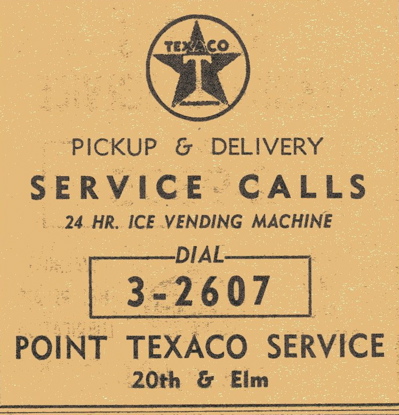 TEXACO
T
PICKUP & DELIVERY
SERVICE CALLS
24 HR. ICE VENDING MACHINE
DIAL
3-2607
POINT TEXACO SERVICE
20th & Elm